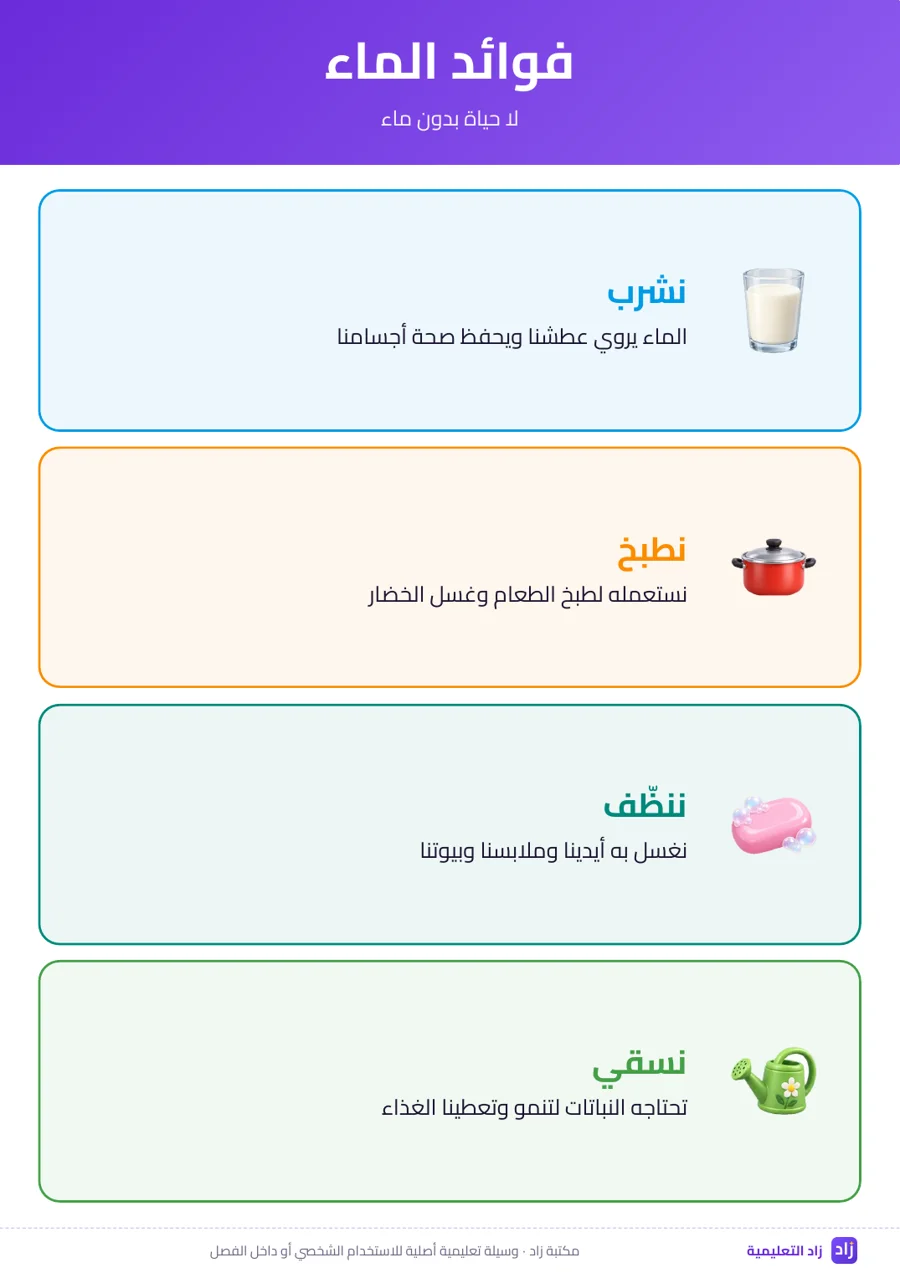 فوائد الماء
لا حياة بدون ماء
نشرب
الماء يروي عطشنا ويحفظ صحة أجسامنا
نطبخ
نستعمله لطبخ الطعام وغسل الخضار
ننظّف
نغسل به أيدينا وملابسنا وبيوتنا
نسقي
تحتاجه النباتات لتنمو وتعطينا الغذاء
زاد زاد التعليمية
مكتبة زاد · وسيلة تعليمية أصلية للاستخدام الشخصي أو داخل الفصل